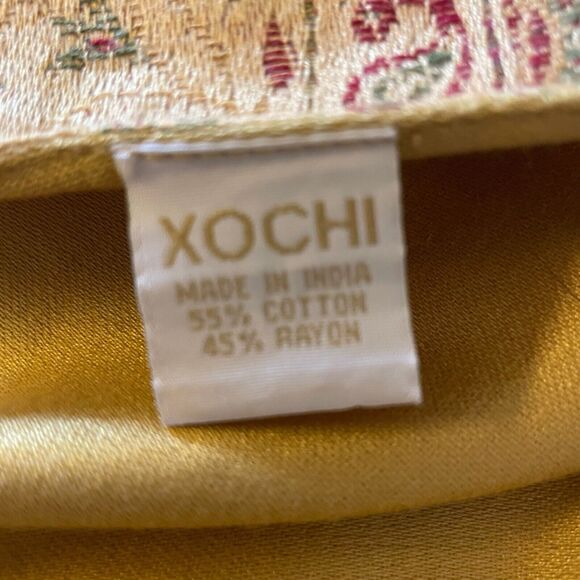 XOCHI
MADE IN INDIA
55% COTTON
45% RAYON